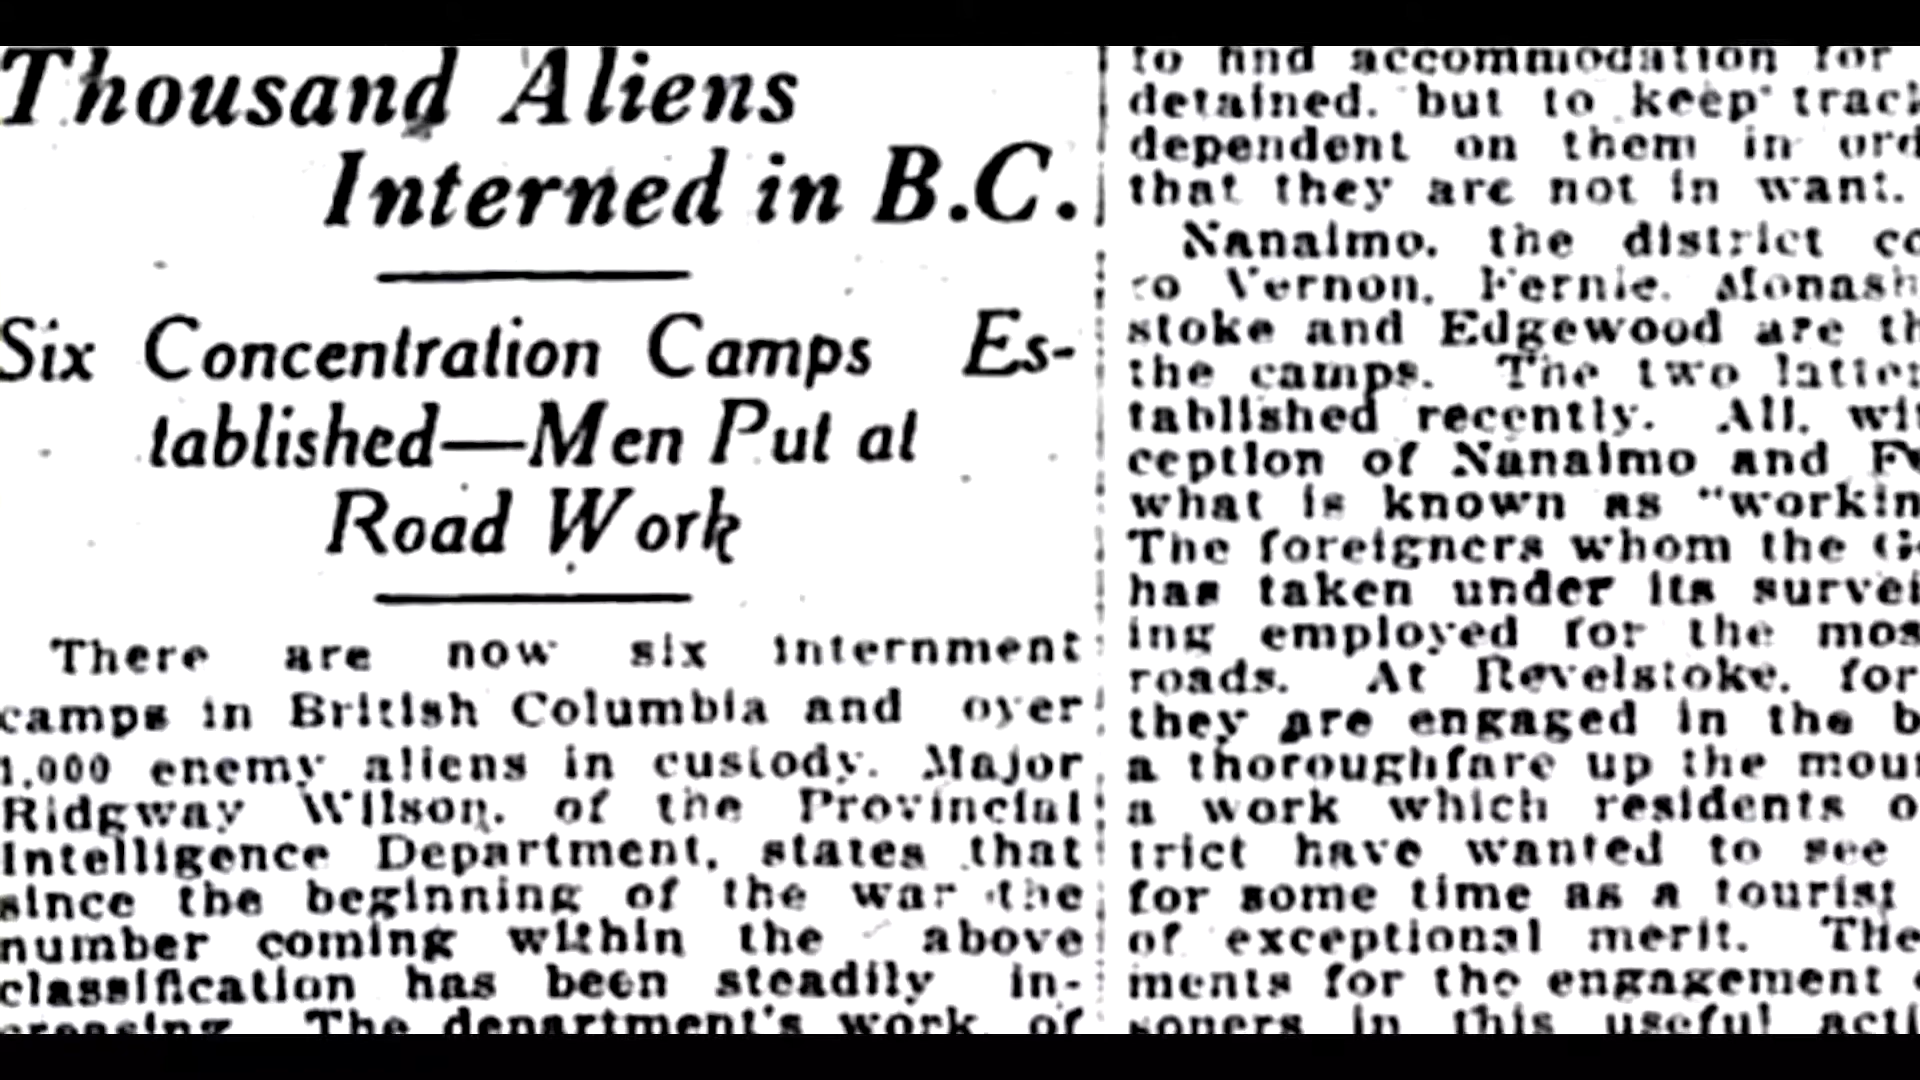 Thousand Aliens
Interned in B.C.
Six Concentration Camps Es-
tablished—Men Put at
Road Work
There are now six internment
camps in British Columbia and over
1,000 enemy aliens in custody. Major
Ridgway Wilson, of the Provincial
Intelligence Department, states that
since the beginning of the war the
number coming within the above
classification has been steadily in-
creasing. The department's work of
to find accommodation for
detained, but to keep trac
dependent on them in ord
that they are not in want.
Nanaimo, the district
to Vernon, Fernie, Monash
stoke and Edgewood are th
the camps. The two latter
tablished recently. All, wi
ception of Nanaimo and
what is known as "workin
The foreigners whom the
has taken under its survei
ing employed for the mos
roads. At Revelstoke, for
they are engaged in the b
a thoroughfare up the mou
a work which residents o
trict have wanted to see
for some time as a tourist
of exceptional merit. The
ments for the engagement
soners in this useful acti